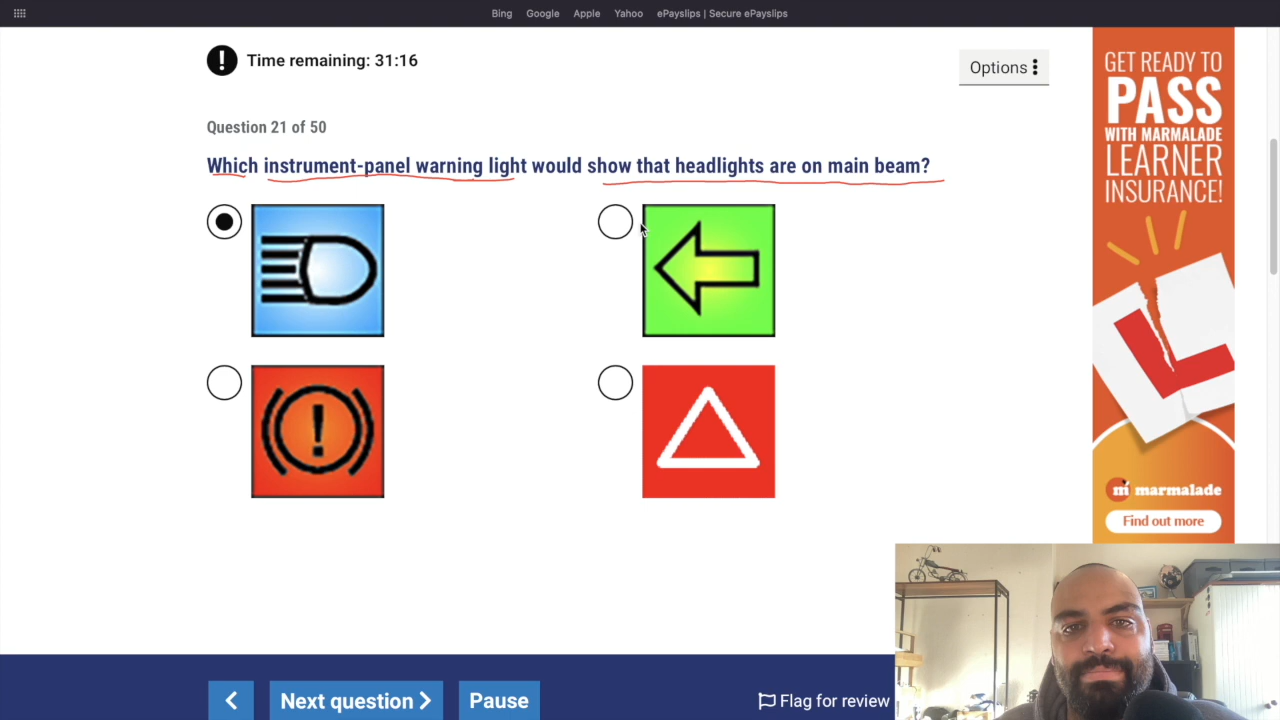 Bing Google Apple Yahoo ePayslips | Secure ePayslips
! Time remaining: 31:16
Options
Question 21 of 50
Which instrument-panel warning light would show that headlights are on main beam?
!
Next question
Pause
Flag for review
GET READY TO
PASS
WITH MARMALADE
LEARNER
INSURANCE!
L
m marmalade
Find out more